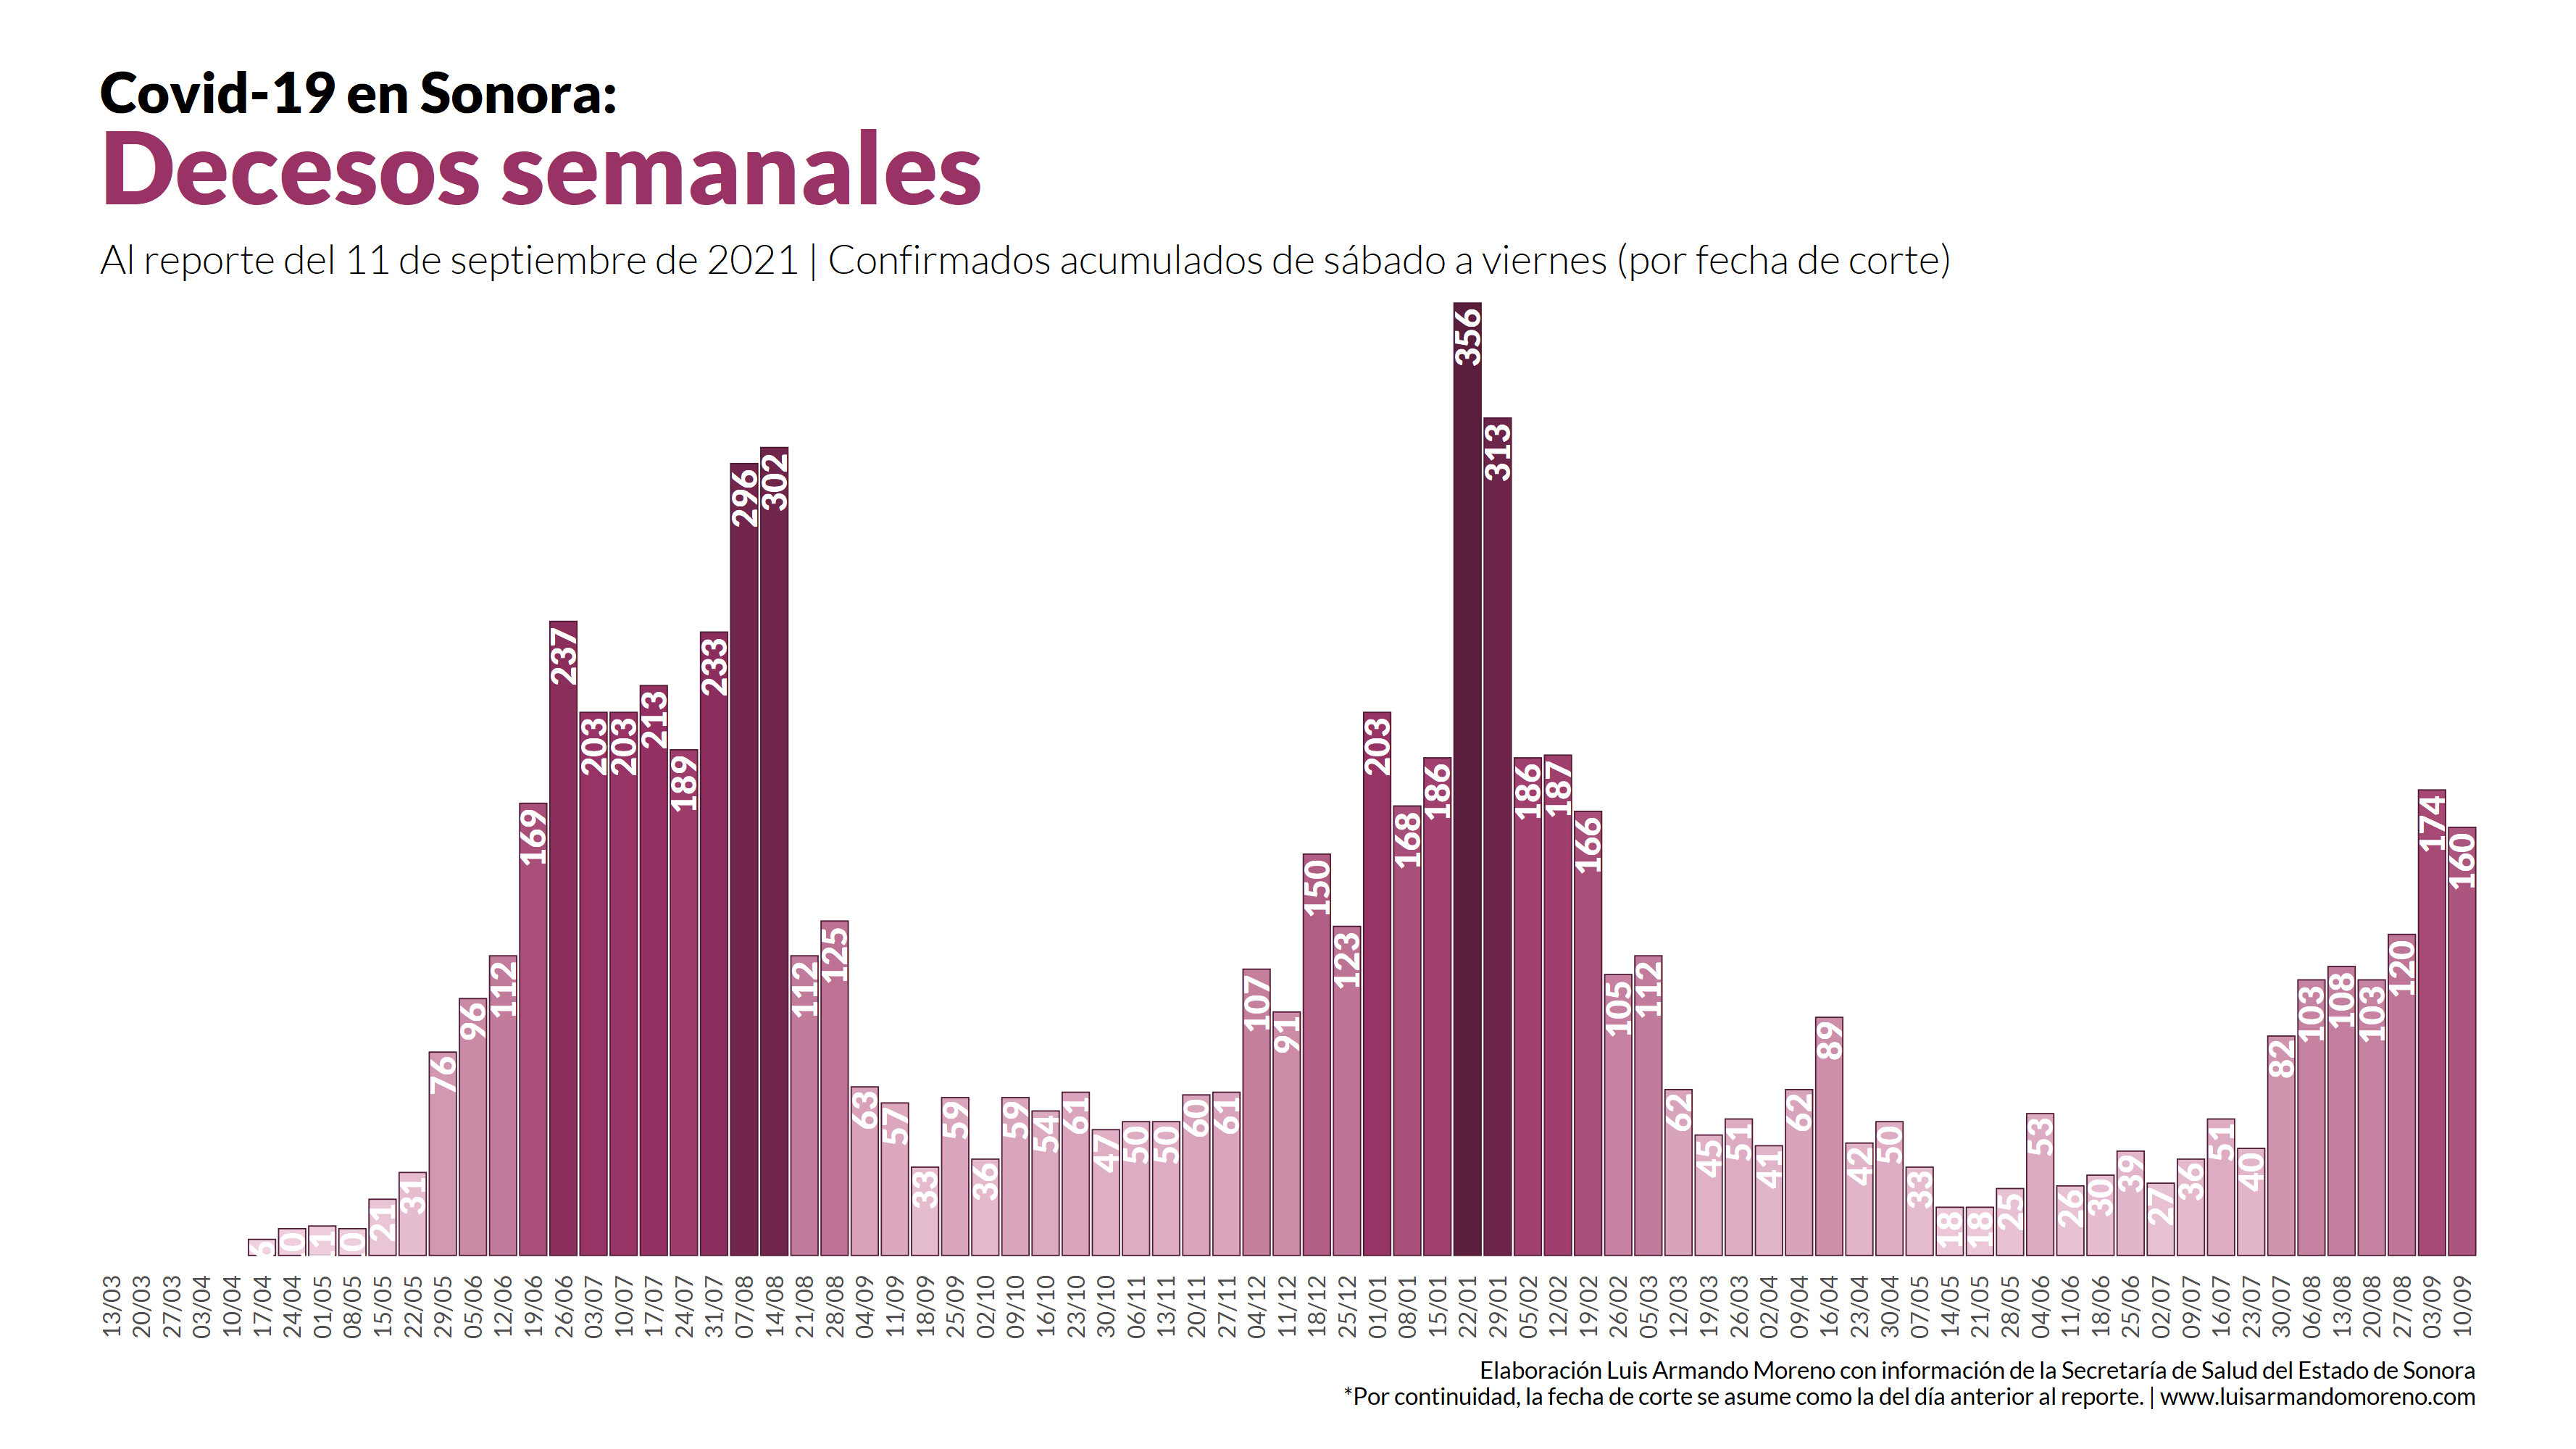 Covid-19 en Sonora:
Decesos semanales
Al reporte del 11 de septiembre de 2021 | Confirmados acumulados de sábado a viernes (por fecha de corte)
6 0 1 0 21 31 76 96 112 169 237 203 203 213 189 233 296 302 112 125 63 57 33 59 36 59 54 61 47 50 50 60 61 107 91 150 123 203 168 186 356 313 186 187 166 105 112 62 45 51 41 62 89 42 50 33 18 18 25 53 26 30 39 27 36 51 40 82 103 108 103 120 174 160
13/03 20/03 27/03 03/04 10/04 17/04 24/04 01/05 08/05 15/05 22/05 29/05 05/06 12/06 19/06 26/06 03/07 10/07 17/07 24/07 31/07 07/08 14/08 21/08 28/08 04/09 11/09 18/09 25/09 02/10 09/10 16/10 23/10 30/10 06/11 13/11 20/11 27/11 04/12 11/12 18/12 25/12 01/01 08/01 15/01 22/01 29/01 05/02 12/02 19/02 26/02 05/03 12/03 19/03 26/03 02/04 09/04 16/04 23/04 30/04 07/05 14/05 21/05 28/05 04/06 11/06 18/06 25/06 02/07 09/07 16/07 23/07 30/07 06/08 13/08 20/08 27/08 03/09 10/09
Elaboración Luis Armando Moreno con información de la Secretaría de Salud del Estado de Sonora
*Por continuidad, la fecha de corte se asume como la del día anterior al reporte. | www.luisarmandomoreno.com